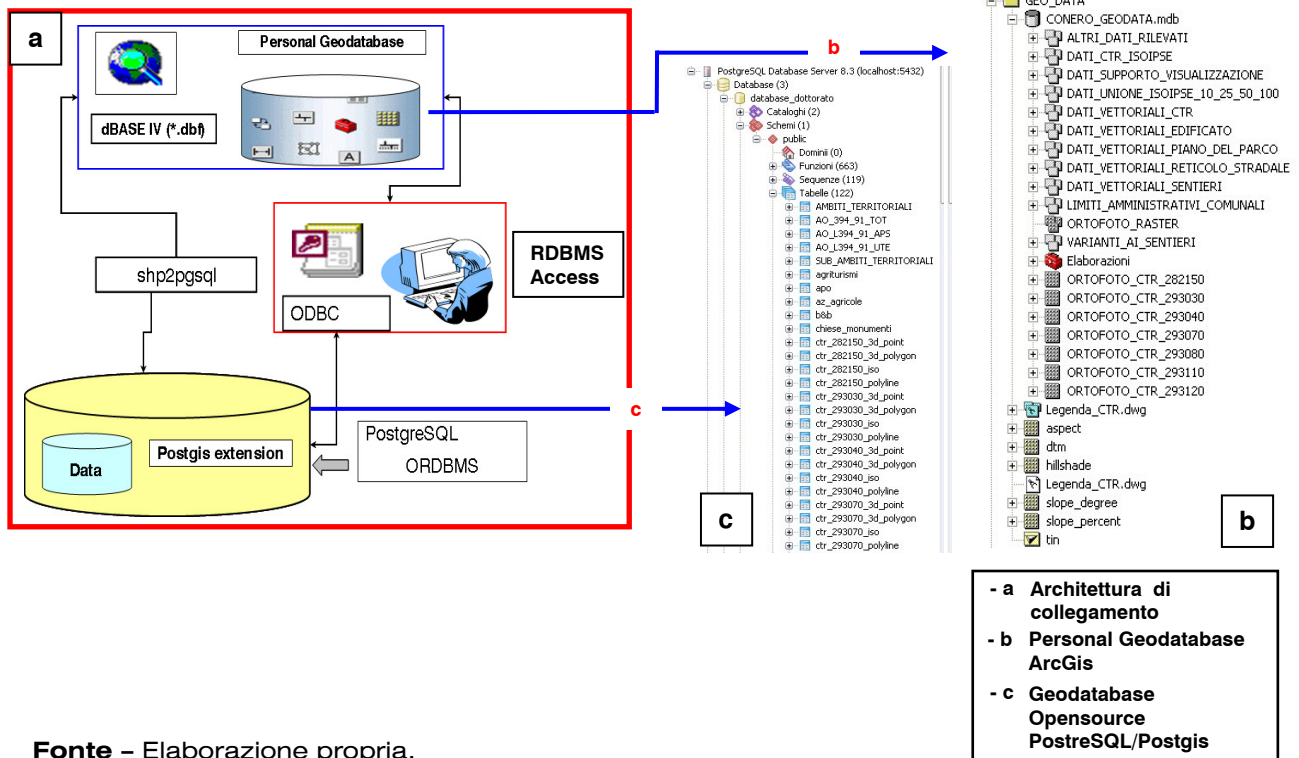 a
Personal Geodatabase
dBASE IV (*.dbf)
A
shp2pgsql
ODBC
RDBMS
Access
Data
Postgis extension
PostgreSQL
ORDBMS
b
c
PostgreSQL Database Server 8.3 (localhost:5432)
Database (3)
database_dottorato
Cataloghi (2)
Schemi (1)
public
Dominii (0)
Funzioni (663)
Sequenze (119)
Tabelle (122)
AMBITI_TERRITORIALI
AO_394_91_TOT
AO_L394_91_APS
AO_L394_91_UTE
SUB_AMBITI_TERRITORIALI
agriturismi
apo
az_agricole
b&b
chiese_monumenti
ctr_282150_3d_point
ctr_282150_3d_polygon
ctr_282150_iso
ctr_282150_polyline
ctr_293030_3d_point
ctr_293030_3d_polygon
ctr_293030_iso
ctr_293030_polyline
ctr_293040_3d_point
ctr_293040_3d_polygon
ctr_293040_iso
ctr_293040_polyline
ctr_293070_3d_point
ctr_293070_3d_polygon
ctr_293070_iso
ctr_293070_polyline
c
GEO_DATA
CONERO_GEODATA.mdb
ALTRI_DATI_RILEVATI
DATI_CTR_ISOIPSE
DATI_SUPPORTO_VISUALIZZAZIONE
DATI_UNIONE_ISOIPSE_10_25_50_100
DATI_VETTORIALI_CTR
DATI_VETTORIALI_EDIFICATO
DATI_VETTORIALI_PIANO_DEL_PARCO
DATI_VETTORIALI_RETICOLO_STRADALE
DATI_VETTORIALI_SENTIERI
LIMITI_AMMINISTRATIVI_COMUNALI
ORTOFOTO_RASTER
VARIANTI_AI_SENTIERI
Elaborazioni
ORTOFOTO_CTR_282150
ORTOFOTO_CTR_293030
ORTOFOTO_CTR_293040
ORTOFOTO_CTR_293070
ORTOFOTO_CTR_293080
ORTOFOTO_CTR_293110
ORTOFOTO_CTR_293120
Legenda_CTR.dwg
aspect
dtm
hillshade
Legenda_CTR.dwg
slope_degree
slope_percent
tin
b
- a Architettura di
collegamento
- b Personal Geodatabase
ArcGis
- c Geodatabase
Opensource
PostreSQL/Postgis
Fonte – Elaborazione propria.